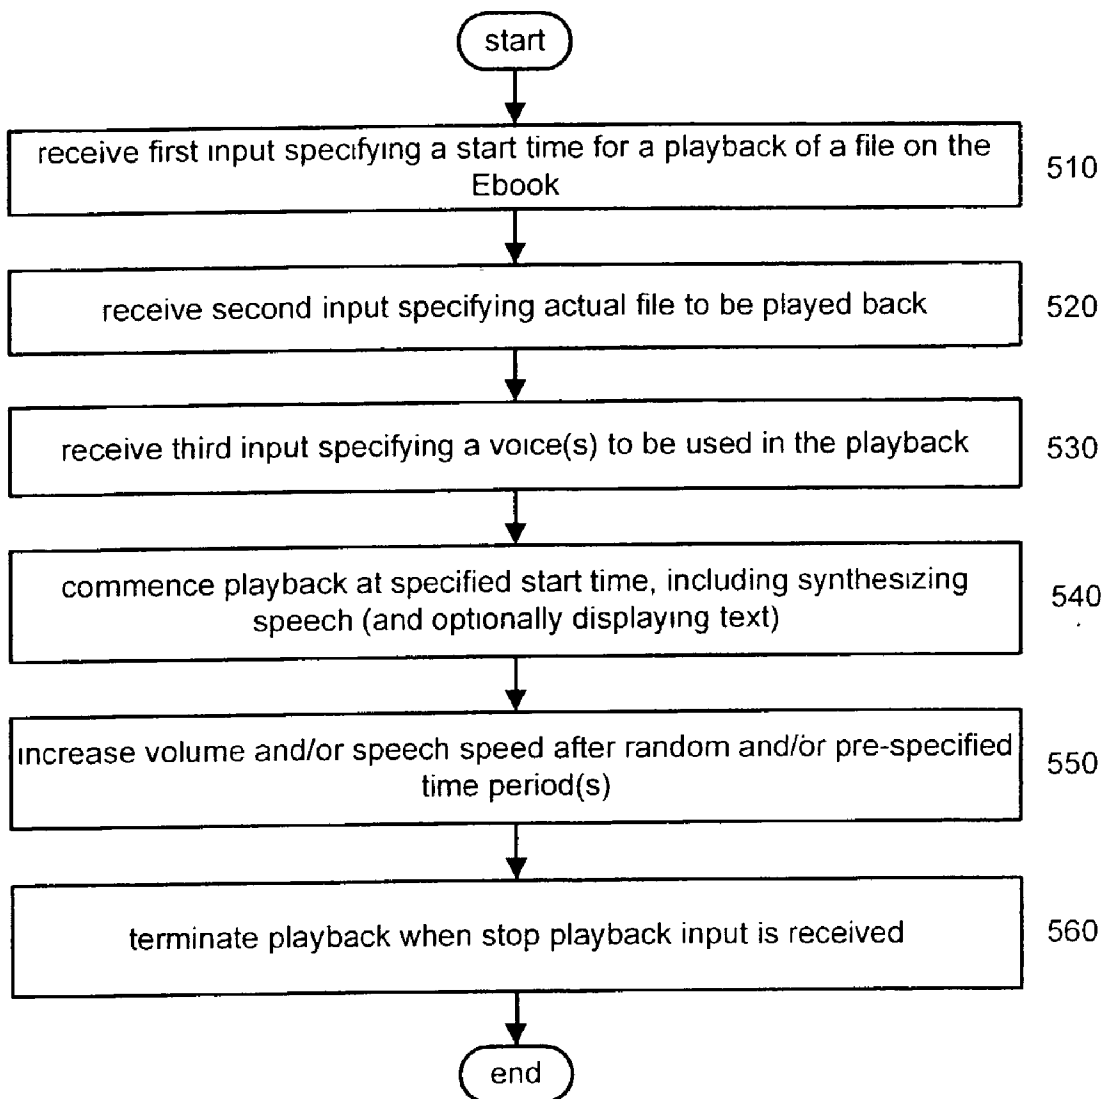 start
receive first input specifying a start time for a playback of a file on the
Ebook
510
receive second input specifying actual file to be played back
520
receive third input specifying a voice(s) to be used in the playback
530
commence playback at specified start time, including synthesizing
speech (and optionally displaying text)
540
increase volume and/or speech speed after random and/or pre-specified
time period(s)
550
terminate playback when stop playback input is received
560
end